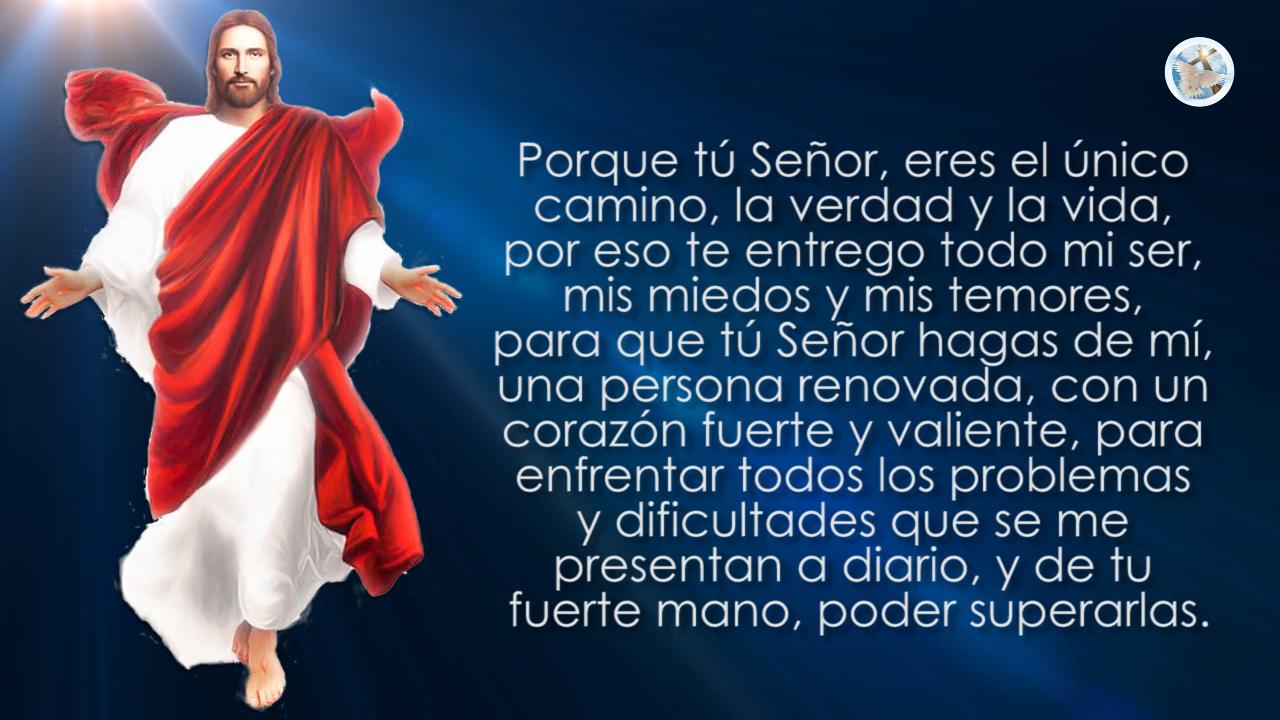 Porque tú Señor, eres el único
camino, la verdad y la vida,
por eso te entrego todo mi ser,
mis miedos y mis temores,
para que tú Señor hagas de mí,
una persona renovada, con un
corazón fuerte y valiente, para
enfrentar todos los problemas
y dificultades que se me
presentan a diario, y de tu
fuerte mano, poder superarlas.